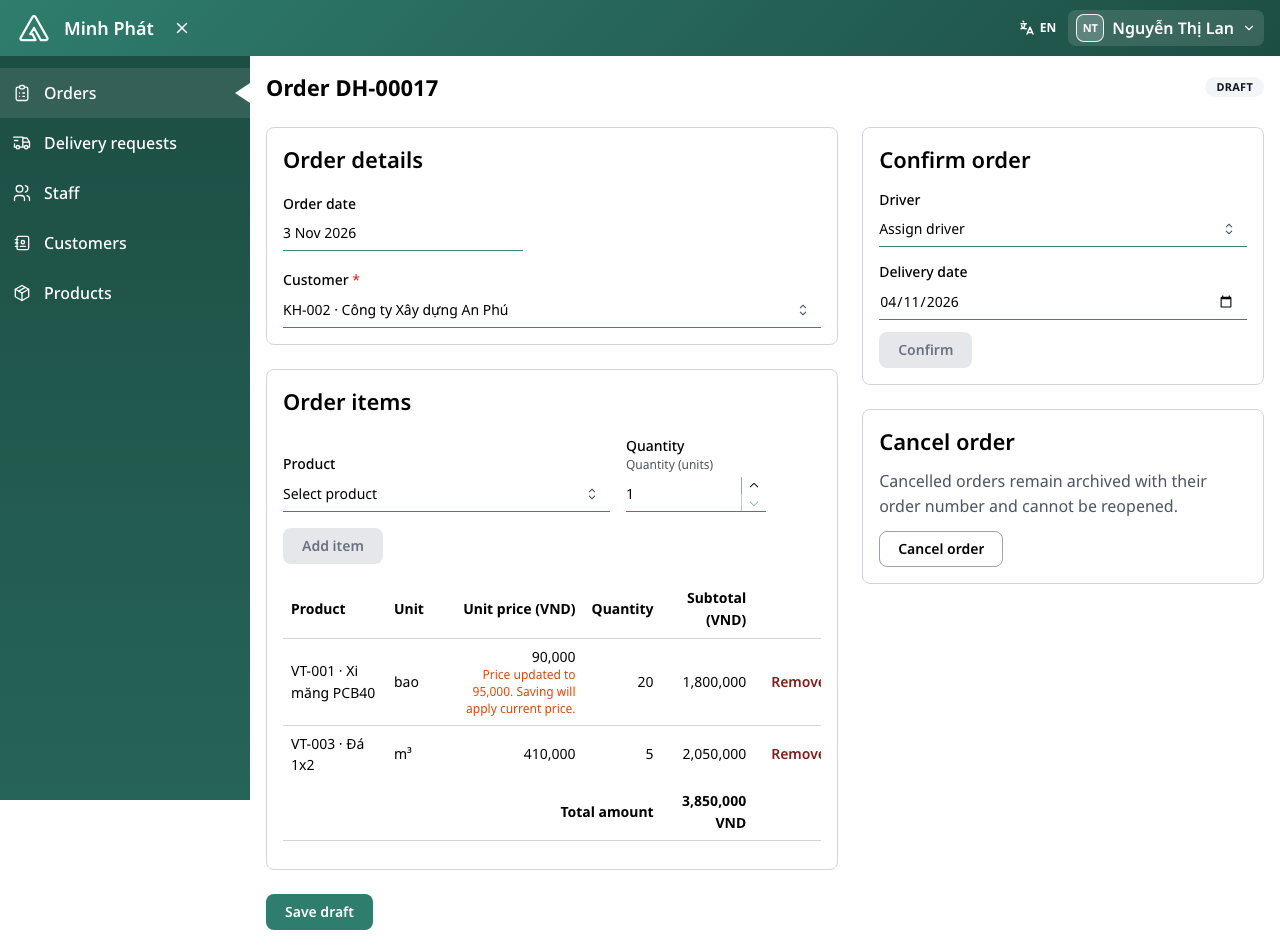 Minh Phát
EN
NT
Nguyễn Thị Lan
Orders
Delivery requests
Staff
Customers
Products
Order DH-00017
DRAFT
Order details
Order date
3 Nov 2026
Customer *
KH-002 · Công ty Xây dựng An Phú
Order items
Product
Select product
Quantity
Quantity (units)
1
Add item
Product Unit Unit price (VND) Quantity Subtotal
(VND)
VT-001 · Xi
măng PCB40
bao
90,000
Price updated to
95,000. Saving will
apply current price.
20
1,800,000
Remove
VT-003 · Đá
1x2
m³
410,000
5
2,050,000
Remove
Total amount
3,850,000
VND
Save draft
Confirm order
Driver
Assign driver
Delivery date
04/11/2026
Confirm
Cancel order
Cancelled orders remain archived with their
order number and cannot be reopened.
Cancel order